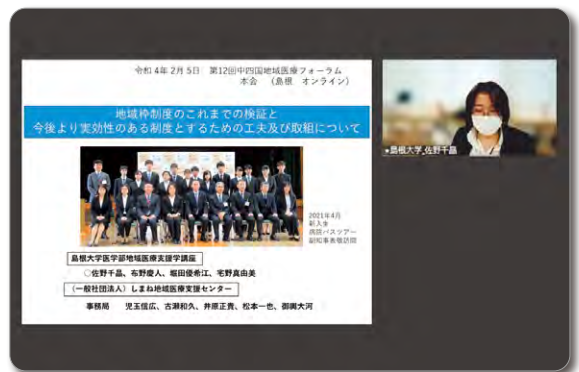 令和 4年 2月 5日　第12回中四国地域医療フォーラム
本会　（島根　オンライン）
地域枠制度のこれまでの検証と
今後より実効性のある制度とするための工夫及び取組について
2021年4月
新入生
病院バスツアー
副知事表敬訪問
島根大学医学部地域医療支援学講座
○佐野千晶、布野慶人、堀田優希江、宅野真由美
（一般社団法人）しまね地域医療支援センター
事務局　児玉信広、古瀬和久、井原正貴、松本一也、御園大河
島根大学_佐野千晶